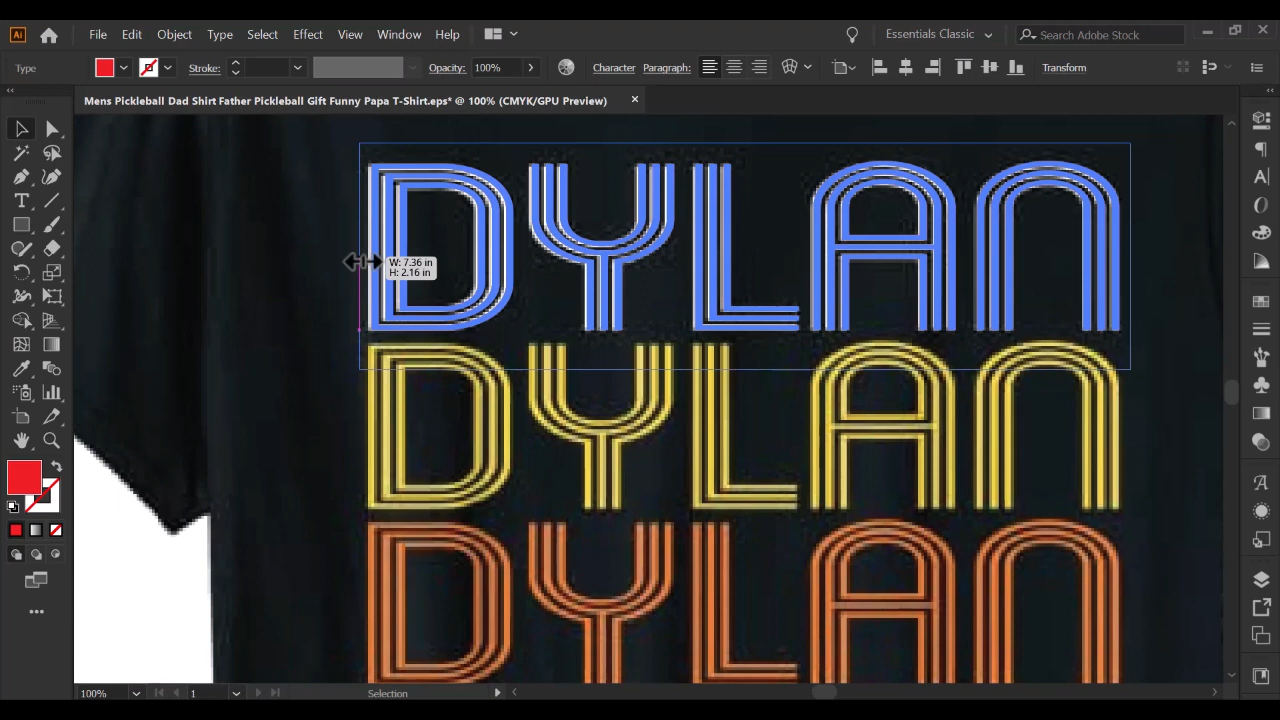 Ai File Edit Object Type Select Effect View Window Help Essentials Classic Search Adobe Stock
Type Stroke: Opacity: 100% Character Paragraph: Transform
Mens Pickleball Dad Shirt Father Pickleball Gift Funny Papa T-Shirt.eps* @ 100% (CMYK/GPU Preview)
DYLAN
W: 7.36 in
H: 2.16 in
DYLAN
DYLAN
100% 1 Selection